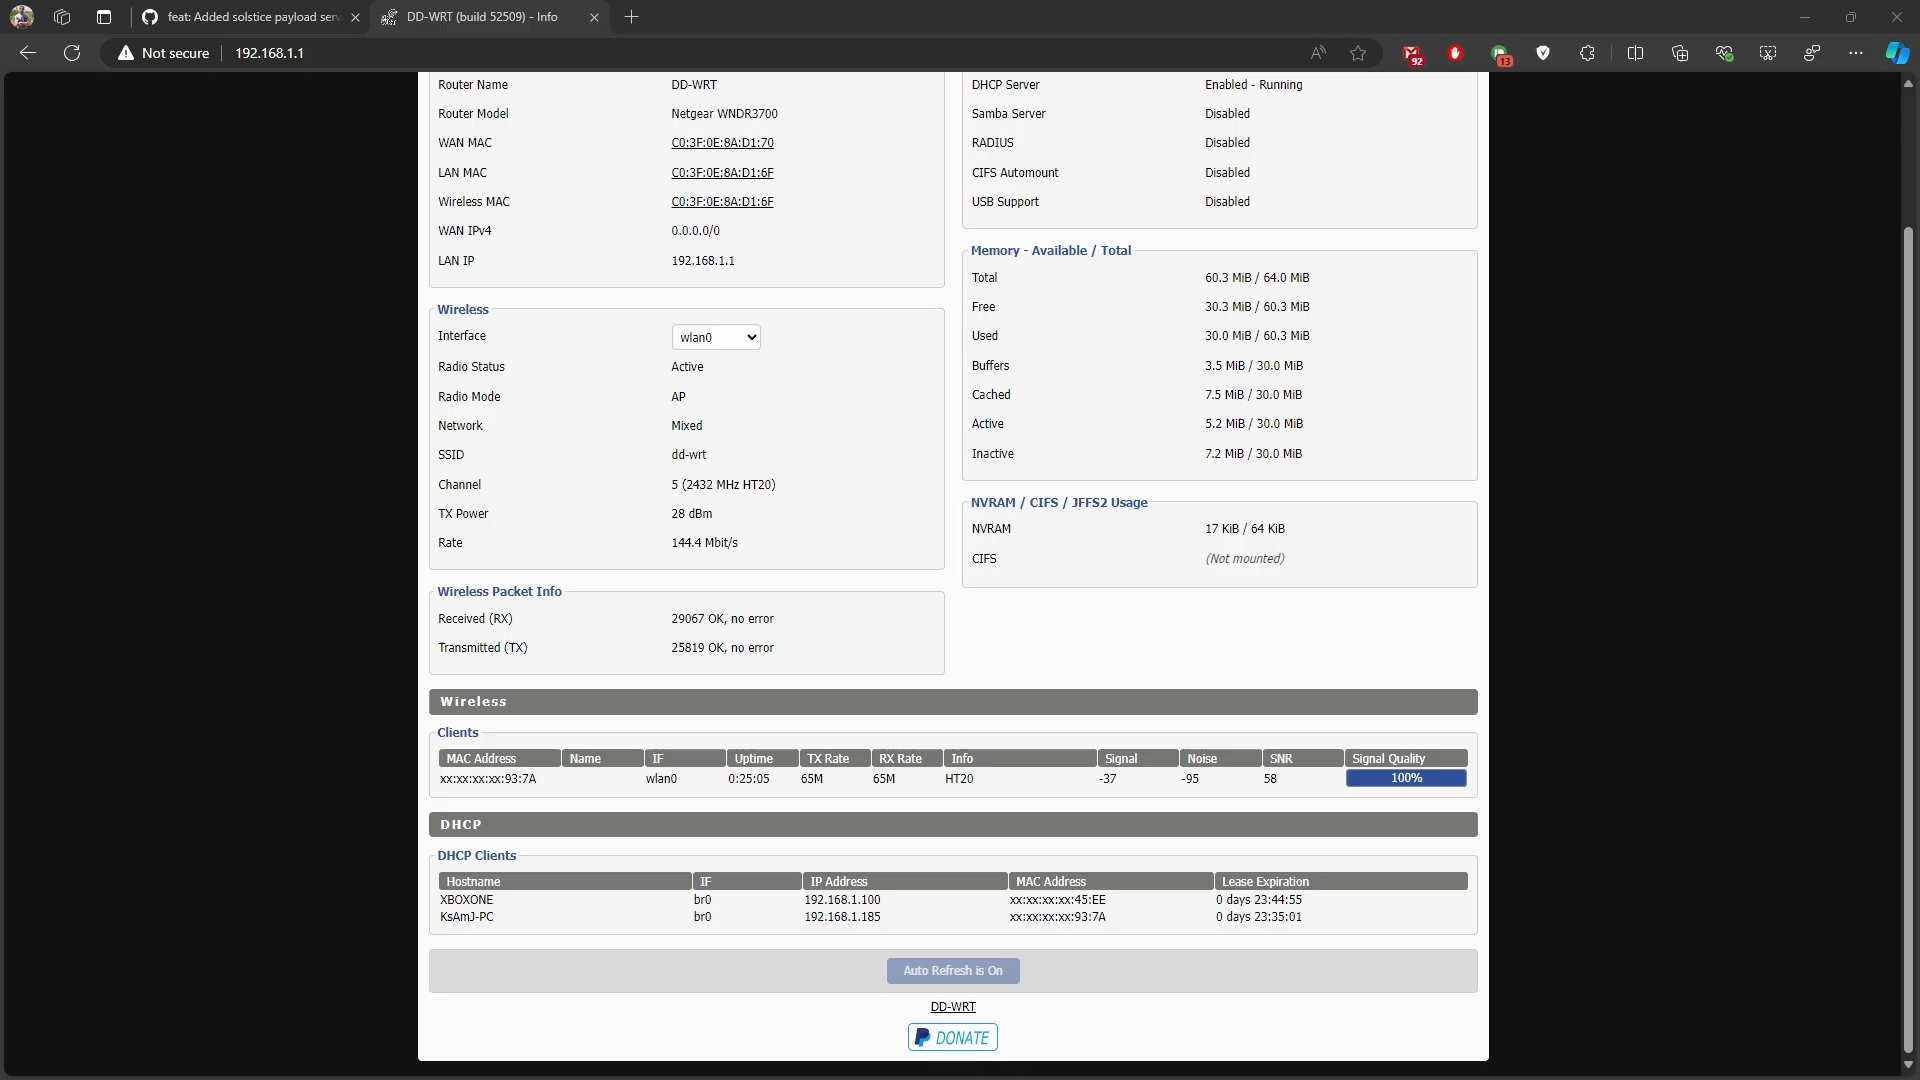 feat: Added solstice payload serv
DD-WRT (build 52509) - Info
Not secure
192.168.1.1
92
13
Router Name DD-WRT
Router Model Netgear WNDR3700
WAN MAC C0:3F:0E:8A:D1:70
LAN MAC C0:3F:0E:8A:D1:6F
Wireless MAC C0:3F:0E:8A:D1:6F
WAN IPv4 0.0.0.0/0
LAN IP 192.168.1.1
Wireless
Interface wlan0
Radio Status Active
Radio Mode AP
Network Mixed
SSID dd-wrt
Channel 5 (2432 MHz HT20)
TX Power 28 dBm
Rate 144.4 Mbit/s
Wireless Packet Info
Received (RX) 29067 OK, no error
Transmitted (TX) 25819 OK, no error
DHCP Server Enabled - Running
Samba Server Disabled
RADIUS Disabled
CIFS Automount Disabled
USB Support Disabled
Memory - Available / Total
Total 60.3 MiB / 64.0 MiB
Free 30.3 MiB / 60.3 MiB
Used 30.0 MiB / 60.3 MiB
Buffers 3.5 MiB / 30.0 MiB
Cached 7.5 MiB / 30.0 MiB
Active 5.2 MiB / 30.0 MiB
Inactive 7.2 MiB / 30.0 MiB
NVRAM / CIFS / JFFS2 Usage
NVRAM 17 KiB / 64 KiB
CIFS (Not mounted)
Wireless
Clients
MAC Address Name IF Uptime TX Rate RX Rate Info Signal Noise SNR Signal Quality
xx:xx:xx:xx:93:7A wlan0 0:25:05 65M 65M HT20 -37 -95 58 100%
DHCP
DHCP Clients
Hostname IF IP Address MAC Address Lease Expiration
XBOXONE br0 192.168.1.100 xx:xx:xx:xx:45:EE 0 days 23:44:55
KsAmJ-PC br0 192.168.1.185 xx:xx:xx:xx:93:7A 0 days 23:35:01
Auto Refresh is On
DD-WRT
DONATE